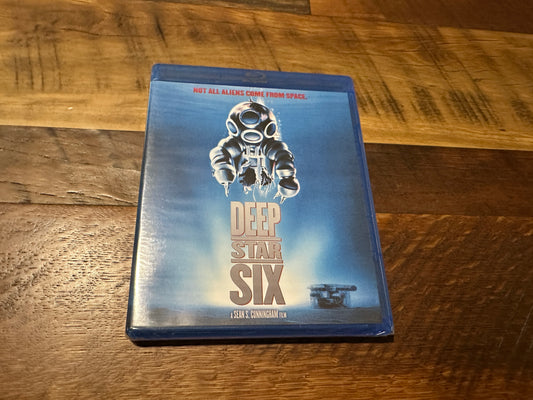 NOT ALL ALIENS COME FROM SPACE.
DEEP
STAR
SIX
A SEAN S. CUNNINGHAM FILM